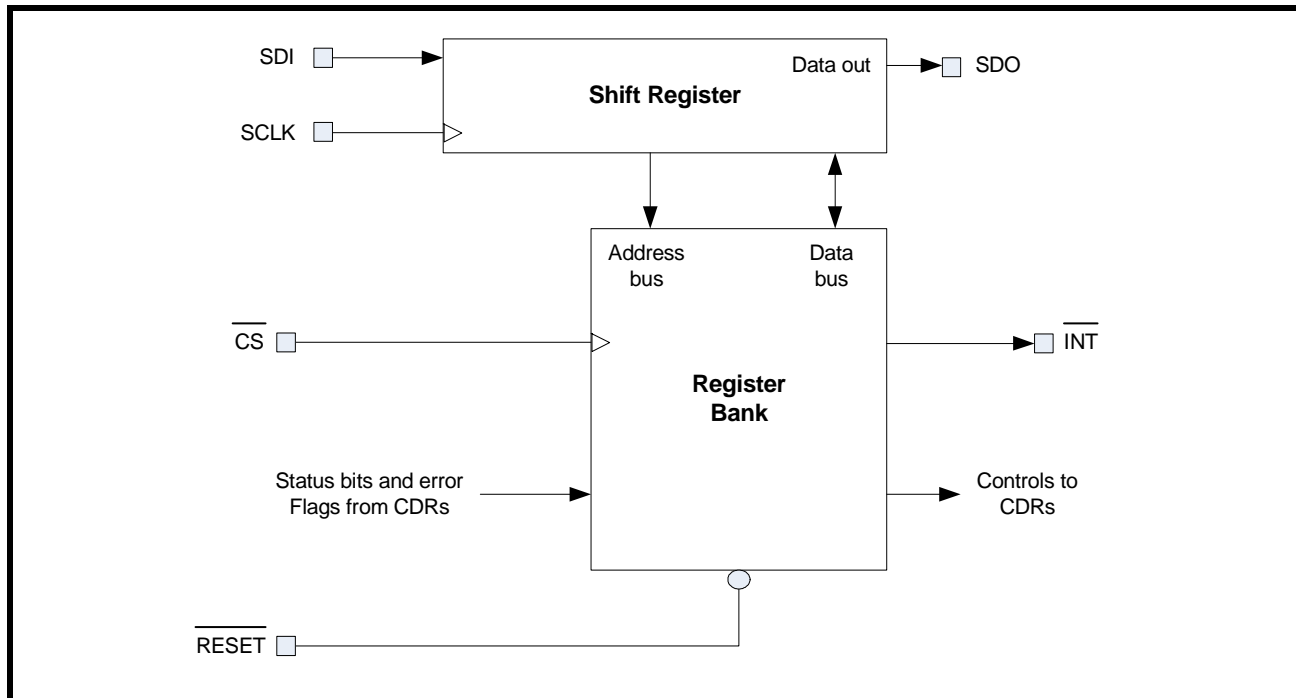 SDI
Data out
SDO
Shift Register
SCLK
Address
bus
Data
bus
CS
INT
Register
Bank
Status bits and error
Flags from CDRs
Controls to
CDRs
RESET